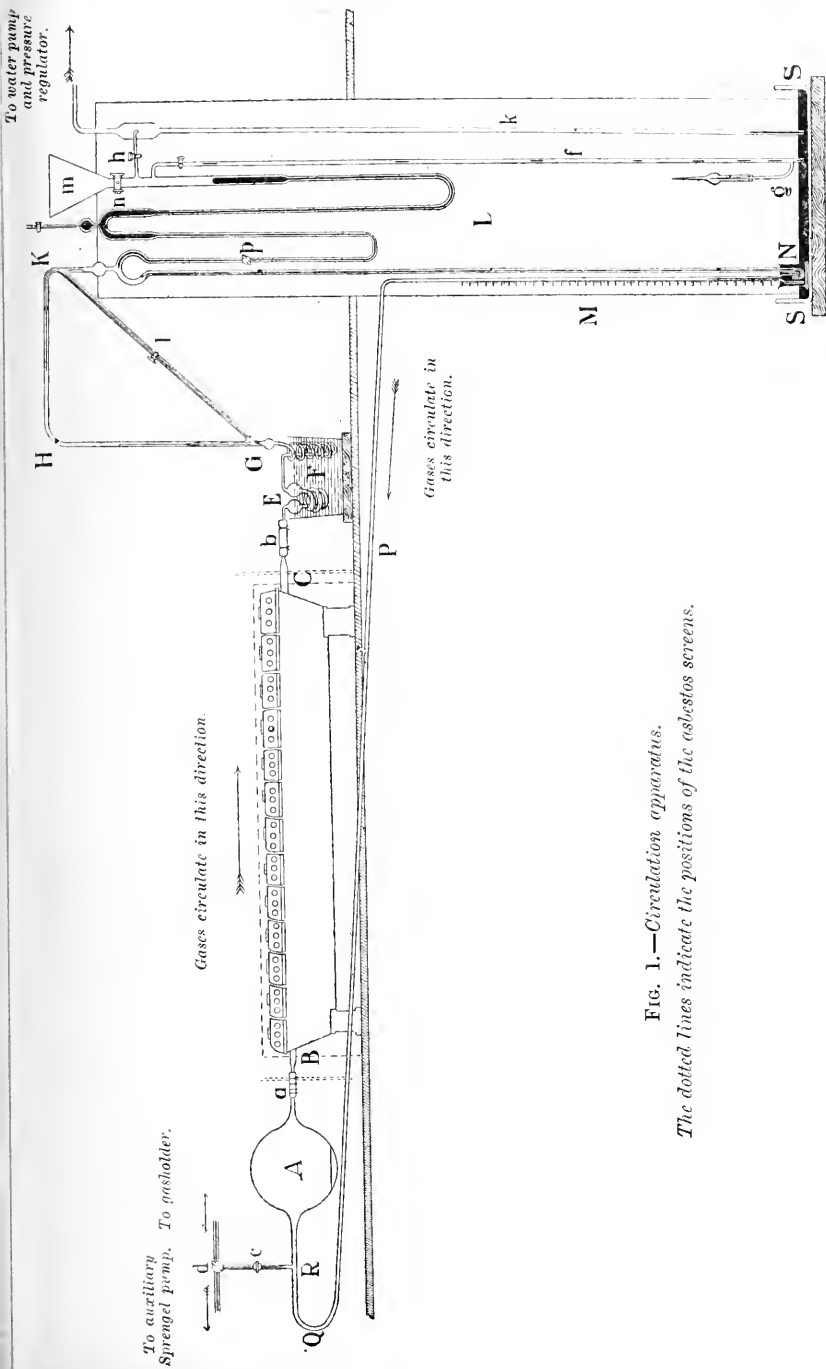 To water pump
and pressure
regulator.
To auxiliary
Sprengel pump.
To gasholder.
Gases circulate in this direction.
Gases circulate in
this direction.
A
B
C
E
F
G
H
K
L
M
N
P
Q
R
S
S
a
b
c
d
f
g
h
k
l
m
n
p
FIG. 1.—Circulation apparatus.
The dotted lines indicate the positions of the asbestos screens.